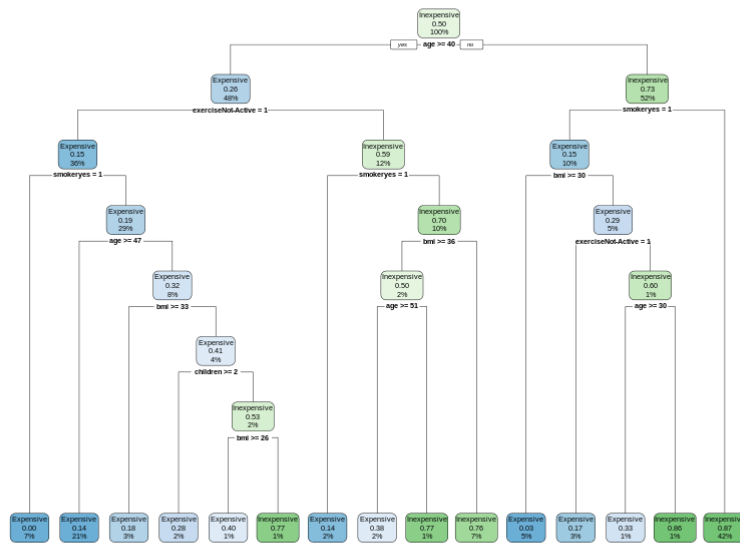 Inexpensive
0.50
100%
yes age >= 40 no
Expensive
0.26
48%
exerciseNot-Active = 1
Inexpensive
0.73
52%
smokeryes = 1
Expensive
0.15
36%
smokeryes = 1
Inexpensive
0.59
12%
smokeryes = 1
Expensive
0.15
10%
bmi >= 30
Expensive
0.19
29%
age >= 47
Inexpensive
0.70
10%
bmi >= 36
Expensive
0.29
5%
exerciseNot-Active = 1
Expensive
0.32
8%
bmi >= 33
Inexpensive
0.50
2%
age >= 51
Inexpensive
0.60
1%
age >= 30
Expensive
0.41
4%
children >= 2
Inexpensive
0.53
2%
bmi >= 26
Expensive
0.00
7%
Expensive
0.14
21%
Expensive
0.18
3%
Expensive
0.28
2%
Expensive
0.40
1%
Inexpensive
0.77
1%
Expensive
0.14
2%
Expensive
0.38
2%
Inexpensive
0.77
1%
Inexpensive
0.76
7%
Expensive
0.03
5%
Expensive
0.17
3%
Expensive
0.33
1%
Inexpensive
0.86
1%
Inexpensive
0.87
42%